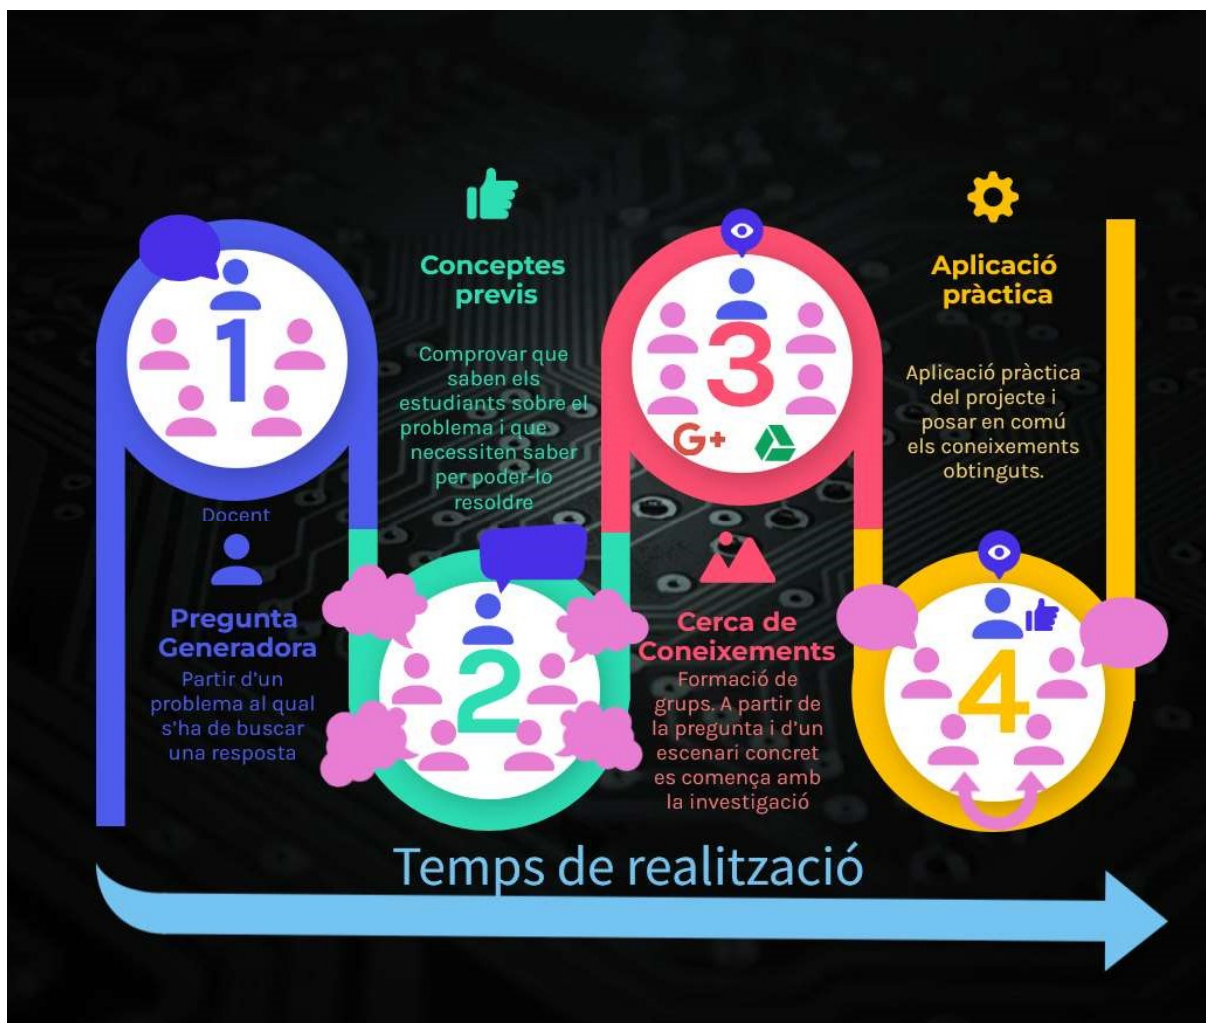 1
Docent
Pregunta
Generadora
Partir d'un
problema al qual
s'ha de buscar
una resposta
Conceptes
previs
Comprovar que
saben els
estudiants sobre el
problema i que
necessiten saber
per poder-lo
resoldre
2
3
G+
Cerca de
Coneixements
Formació de
grups. A partir de
la pregunta i d'un
escenari concret
es comença amb
la investigació
Aplicació
pràctica
Aplicació pràctica
del projecte i
posar en comú
els coneixements
obtinguts.
4
Temps de realització